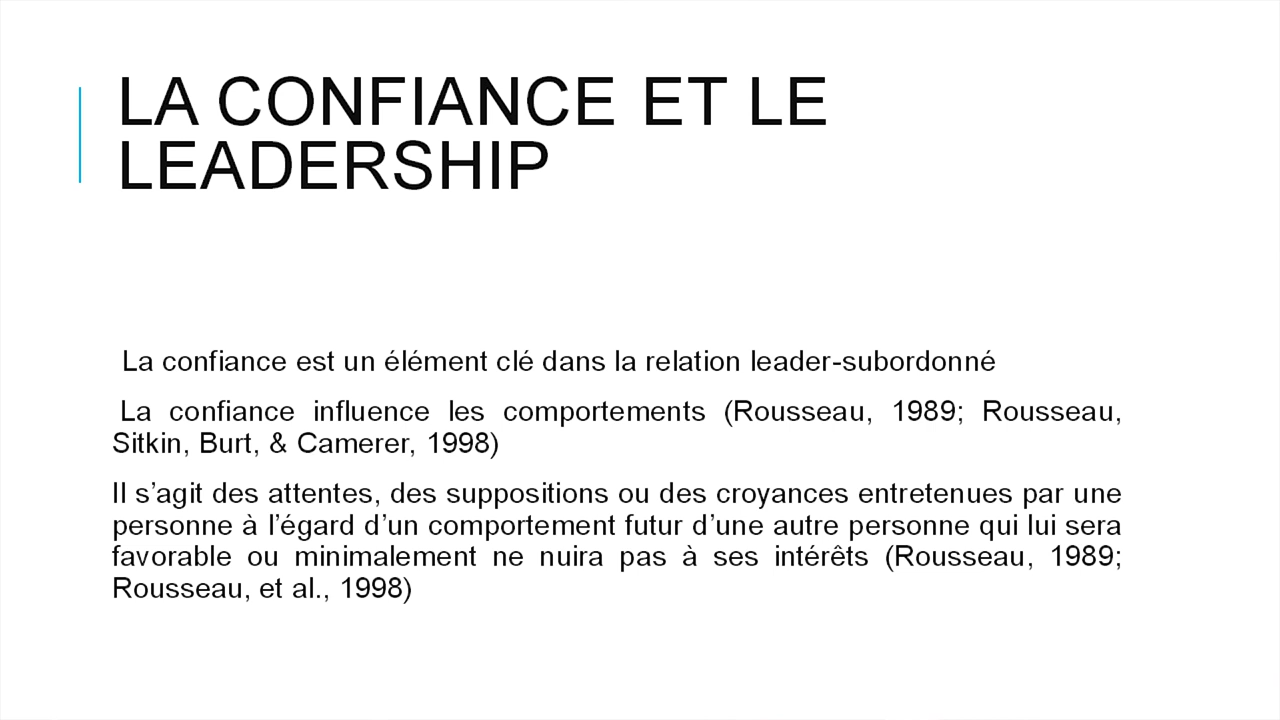 LA CONFIANCE ET LE
LEADERSHIP
La confiance est un élément clé dans la relation leader-subordonné
La confiance influence les comportements (Rousseau, 1989; Rousseau,
Sitkin, Burt, & Camerer, 1998)
Il s’agit des attentes, des suppositions ou des croyances entretenues par une
personne à l’égard d’un comportement futur d’une autre personne qui lui sera
favorable ou minimalement ne nuira pas à ses intérêts (Rousseau, 1989;
Rousseau, et al., 1998)